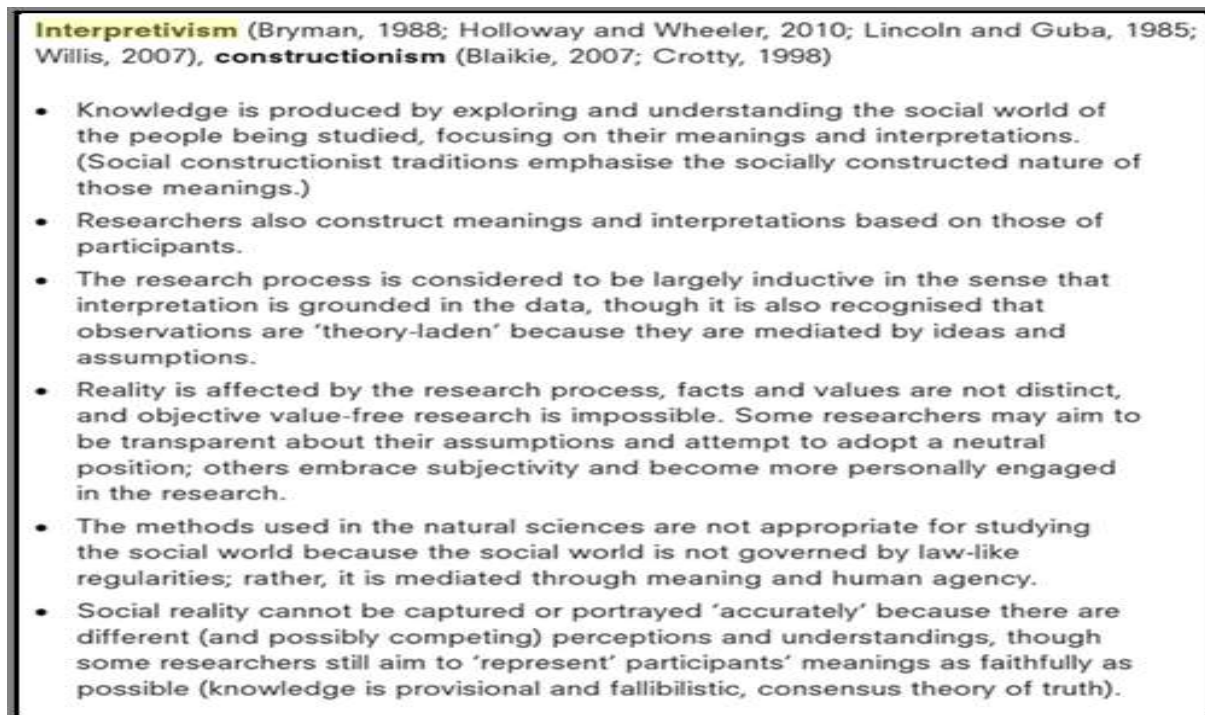 Interpretivism (Bryman, 1988; Holloway and Wheeler, 2010; Lincoln and Guba, 1985;
Willis, 2007), constructionism (Blaikie, 2007; Crotty, 1998)
• Knowledge is produced by exploring and understanding the social world of
the people being studied, focusing on their meanings and interpretations.
(Social constructionist traditions emphasise the socially constructed nature of
those meanings.)
• Researchers also construct meanings and interpretations based on those of
participants.
• The research process is considered to be largely inductive in the sense that
interpretation is grounded in the data, though it is also recognised that
observations are ‘theory-laden’ because they are mediated by ideas and
assumptions.
• Reality is affected by the research process, facts and values are not distinct,
and objective value-free research is impossible. Some researchers may aim to
be transparent about their assumptions and attempt to adopt a neutral
position; others embrace subjectivity and become more personally engaged
in the research.
• The methods used in the natural sciences are not appropriate for studying
the social world because the social world is not governed by law-like
regularities; rather, it is mediated through meaning and human agency.
• Social reality cannot be captured or portrayed ‘accurately’ because there are
different (and possibly competing) perceptions and understandings, though
some researchers still aim to ‘represent’ participants’ meanings as faithfully as
possible (knowledge is provisional and fallibilistic, consensus theory of truth).